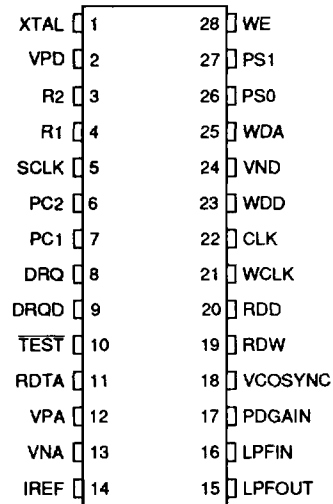 XTAL 1 28 WE
VPD 2 27 PS1
R2 3 26 PS0
R1 4 25 WDA
SCLK 5 24 VND
PC2 6 23 WDD
PC1 7 22 CLK
DRQ 8 21 WCLK
DRQD 9 20 RDD
TEST 10 19 RDW
RDTA 11 18 VCOSYNC
VPA 12 17 PDGAIN
VNA 13 16 LPFIN
IREF 14 15 LPFOUT